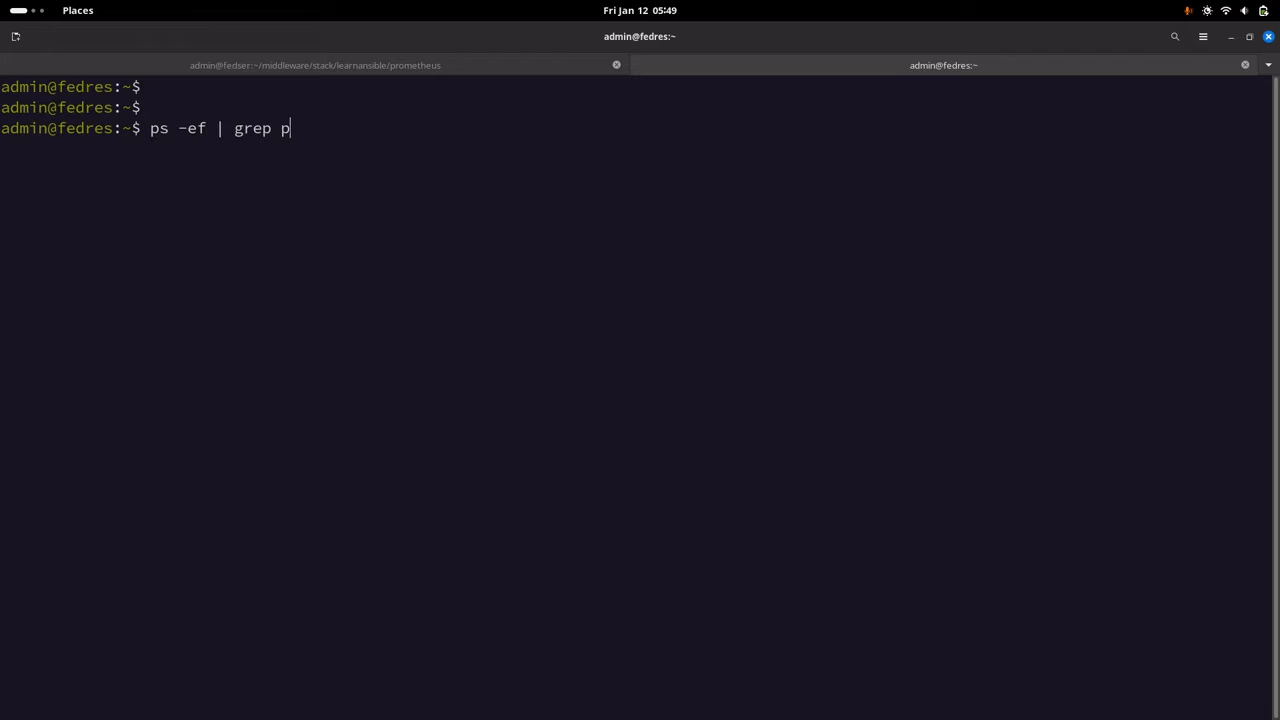 Places
Fri Jan 12 05:49
admin@fedres:~
admin@fedser:~/middleware/stack/learnansible/prometheus
admin@fedres:~
admin@fedres:~$
admin@fedres:~$
admin@fedres:~$ ps -ef | grep p